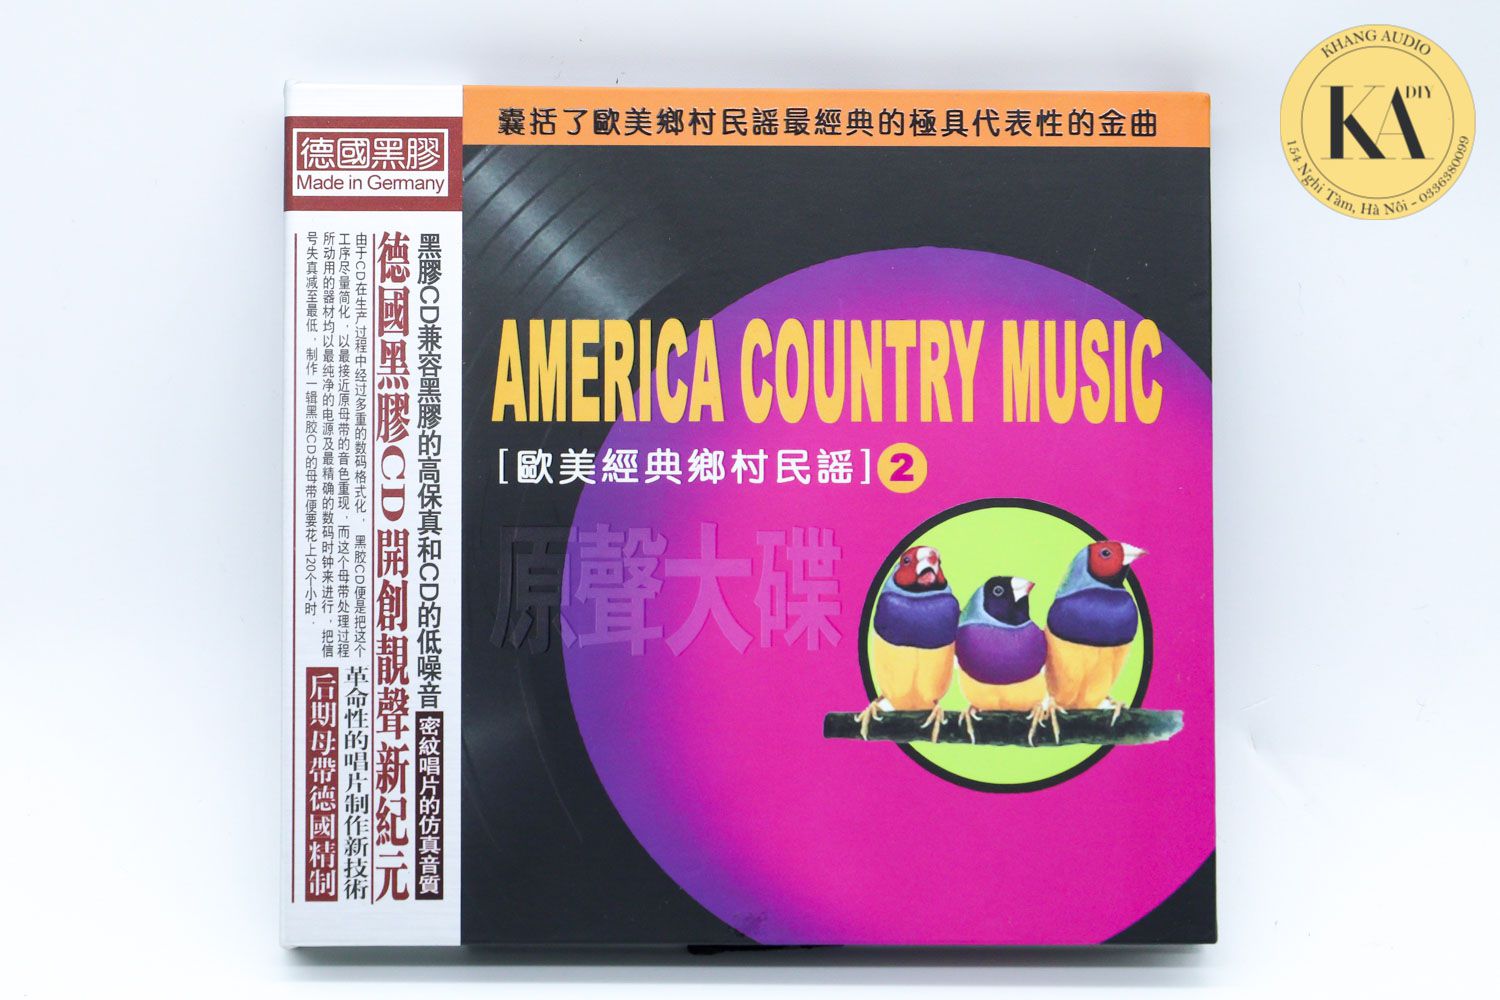 囊括了歐美鄉村民謠最經典的極具代表性的金曲
德國黑膠
Made in Germany
黑膠CD兼容黑膠的高保真和CD的低噪音
密紋唱片的仿真音質
德國黑膠CD開創靚聲新紀元
由于CD在生产过程中经过多重的数码格式化，黑胶CD便是把这个
工序尽量简化，以最接近原母带的音色重现，而这个母带处理过程
所动用的器材均以最纯净的电源及最精确的数码时钟来进行，把信
号失真减至最低，制作一辑黑胶CD的母带便要花上20个小时．
革命性的唱片制作新技術
后期母帶德國精制
AMERICA COUNTRY MUSIC
[歐美經典鄉村民謠] 2
原聲大碟
KHANG AUDIO
KA DIY
154 Nghi Tàm, Hà Nôi - 0336380099